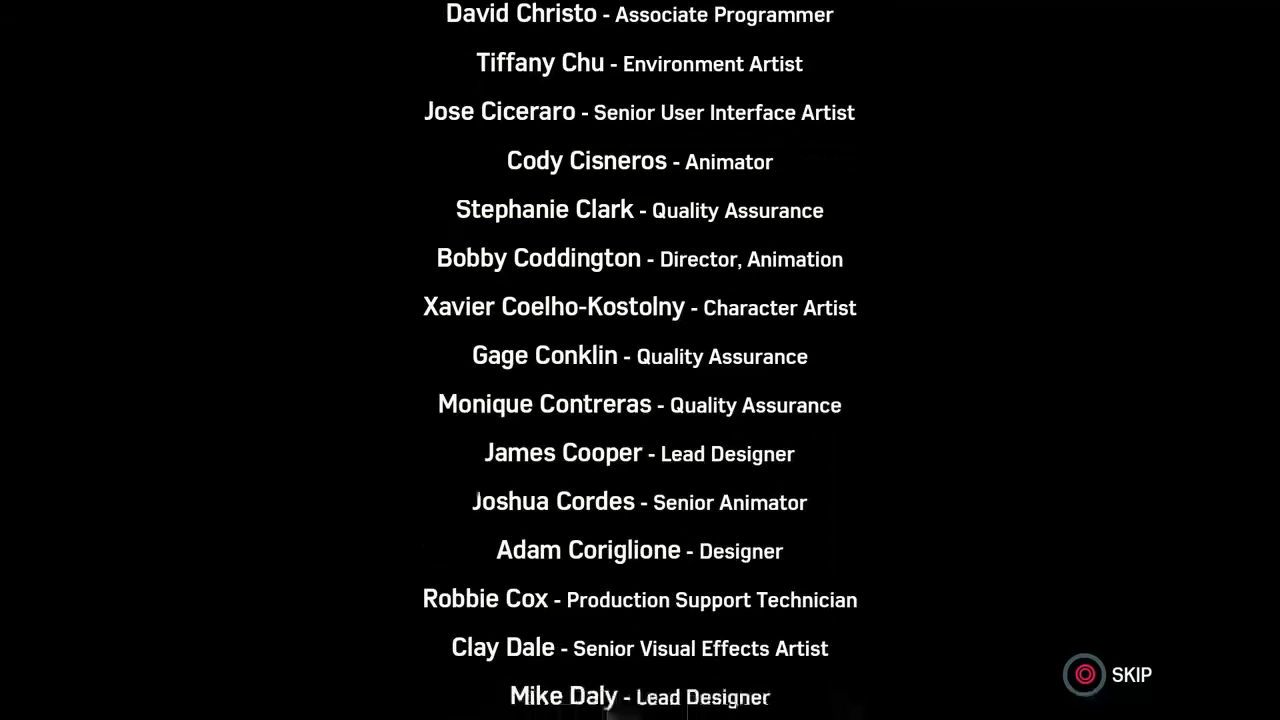 David Christo - Associate Programmer
Tiffany Chu - Environment Artist
Jose Ciceraro - Senior User Interface Artist
Cody Cisneros - Animator
Stephanie Clark - Quality Assurance
Bobby Coddington - Director, Animation
Xavier Coelho-Kostolny - Character Artist
Gage Conklin - Quality Assurance
Monique Contreras - Quality Assurance
James Cooper - Lead Designer
Joshua Cordes - Senior Animator
Adam Coriglione - Designer
Robbie Cox - Production Support Technician
Clay Dale - Senior Visual Effects Artist
Mike Daly - Lead Designer
SKIP